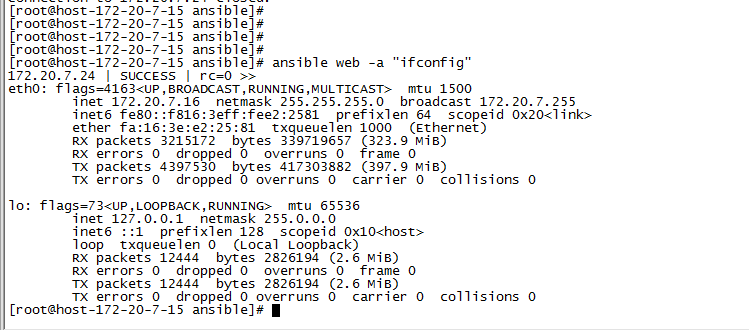 connection to 172.20.7.24 closed.
[root@host-172-20-7-15 ansible]#
[root@host-172-20-7-15 ansible]#
[root@host-172-20-7-15 ansible]#
[root@host-172-20-7-15 ansible]# ansible web -a "ifconfig"
172.20.7.24 | SUCCESS | rc=0 >>
eth0: flags=4163<UP,BROADCAST,RUNNING,MULTICAST>  mtu 1500
        inet 172.20.7.16  netmask 255.255.255.0  broadcast 172.20.7.255
        inet6 fe80::f816:3eff:fee2:2581  prefixlen 64  scopeid 0x20<link>
        ether fa:16:3e:e2:25:81  txqueuelen 1000  (Ethernet)
        RX packets 3215172  bytes 339719657 (323.9 MiB)
        RX errors 0  dropped 0  overruns 0  frame 0
        TX packets 4397530  bytes 417303882 (397.9 MiB)
        TX errors 0  dropped 0 overruns 0  carrier 0  collisions 0

lo: flags=73<UP,LOOPBACK,RUNNING>  mtu 65536
        inet 127.0.0.1  netmask 255.0.0.0
        inet6 ::1  prefixlen 128  scopeid 0x10<host>
        loop  txqueuelen 0  (Local Loopback)
        RX packets 12444  bytes 2826194 (2.6 MiB)
        RX errors 0  dropped 0  overruns 0  frame 0
        TX packets 12444  bytes 2826194 (2.6 MiB)
        TX errors 0  dropped 0 overruns 0  carrier 0  collisions 0
[root@host-172-20-7-15 ansible]#